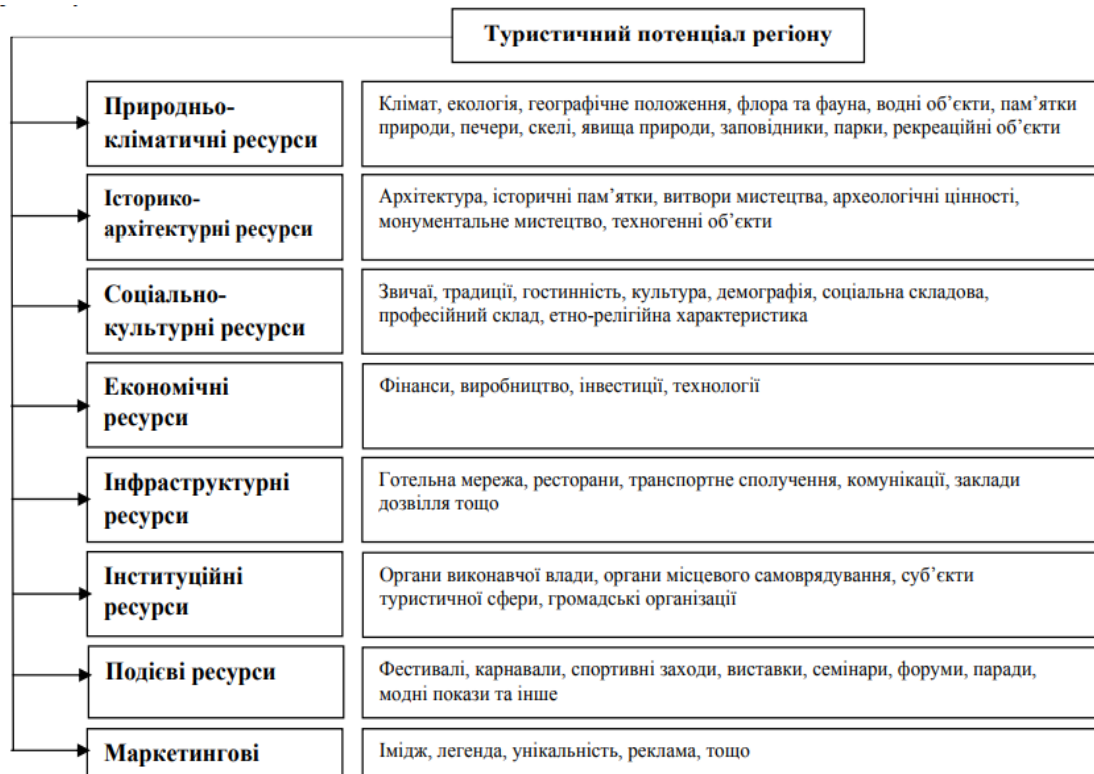 Туристичний потенціал регіону
Природньо-
кліматичні ресурси
Клімат, екологія, географічне положення, флора та фауна, водні об’єкти, пам’ятки
природи, печери, скелі, явища природи, заповідники, парки, рекреаційні об’єкти
Історико-
архітектурні ресурси
Архітектура, історичні пам’ятки, витвори мистецтва, археологічні цінності,
монументальне мистецтво, техногенні об’єкти
Соціально-
культурні ресурси
Звичаї, традиції, гостинність, культура, демографія, соціальна складова,
професійний склад, етно-релігійна характеристика
Економічні
ресурси
Фінанси, виробництво, інвестиції, технології
Інфраструктурні
ресурси
Готельна мережа, ресторани, транспортне сполучення, комунікації, заклади
дозвілля тощо
Інституційні
ресурси
Органи виконавчої влади, органи місцевого самоврядування, суб’єкти
туристичної сфери, громадські організації
Подієві ресурси
Фестивалі, карнавали, спортивні заходи, виставки, семінари, форуми, паради,
модні покази та інше
Маркетингові
Імідж, легенда, унікальність, реклама, тощо